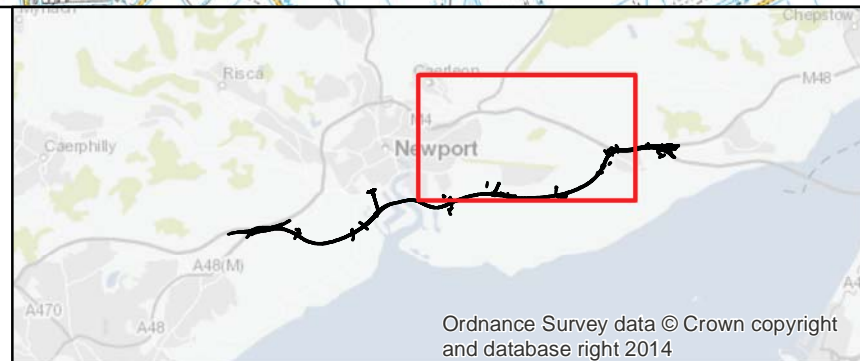 Chepstow
Risca
Caerleon
M48
M4
Caerphilly
Newport
A48(M)
A470
A48
Ordnance Survey data © Crown copyright
and database right 2014